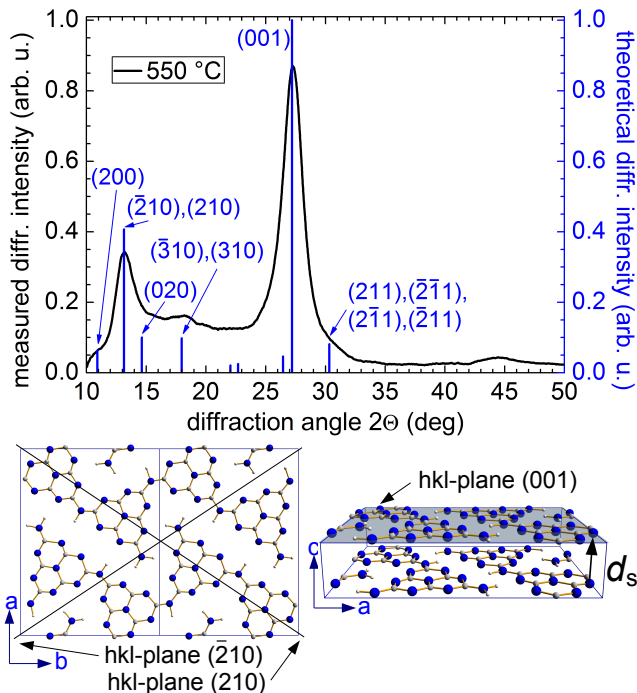 measured diffr. intensity (arb. u.)
1.0
0.8
0.6
0.4
0.2
0.0
550 °C
(001)
(200)
(2̄10),(210)
(3̄10),(310)
(020)
(211),(2̄1̄1),
(21̄1),(2̄11)
1.0
0.8
0.6
0.4
0.2
0.0
theoretical diffr. intensity
(arb. u.)
10 15 20 25 30 35 40 45 50
diffraction angle 2Θ (deg)
a
b
hkl-plane (2̄10)
hkl-plane (210)
hkl-plane (001)
c
a
dₛ